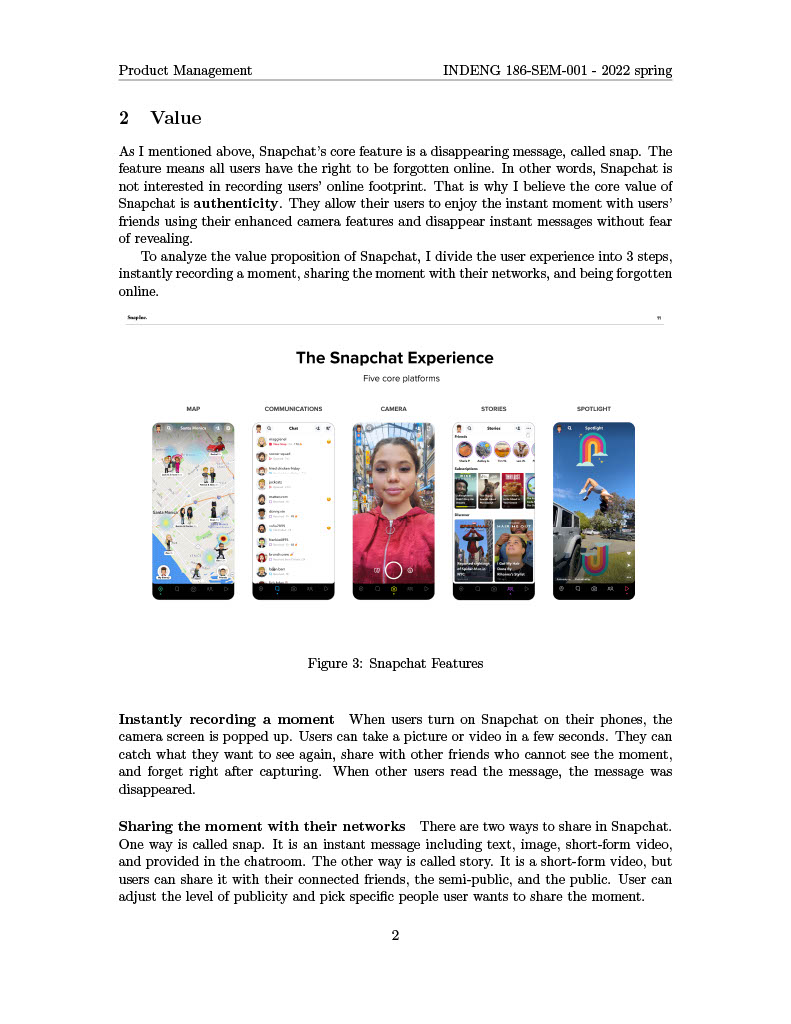 Product Management INDENG 186-SEM-001 - 2022 spring
2 Value
As I mentioned above, Snapchat's core feature is a disappearing message, called snap. The
feature means all users have the right to be forgotten online. In other words, Snapchat is
not interested in recording users' online footprint. That is why I believe the core value of
Snapchat is authenticity. They allow their users to enjoy the instant moment with users'
friends using their enhanced camera features and disappear instant messages without fear
of revealing.
To analyze the value proposition of Snapchat, I divide the user experience into 3 steps,
instantly recording a moment, sharing the moment with their networks, and being forgotten
online.
Snap Inc.
The Snapchat Experience
Five core platforms
MAP COMMUNICATIONS CAMERA STORIES SPOTLIGHT
Santa Monica
Santa Monica
Chat
Stories
Friends
Subscriptions
Discover
Spotlight
Figure 3: Snapchat Features
Instantly recording a moment When users turn on Snapchat on their phones, the
camera screen is popped up. Users can take a picture or video in a few seconds. They can
catch what they want to see again, share with other friends who cannot see the moment,
and forget right after capturing. When other users read the message, the message was
disappeared.
Sharing the moment with their networks There are two ways to share in Snapchat.
One way is called snap. It is an instant message including text, image, short-form video,
and provided in the chatroom. The other way is called story. It is a short-form video, but
users can share it with their connected friends, the semi-public, and the public. User can
adjust the level of publicity and pick specific people user wants to share the moment.
2